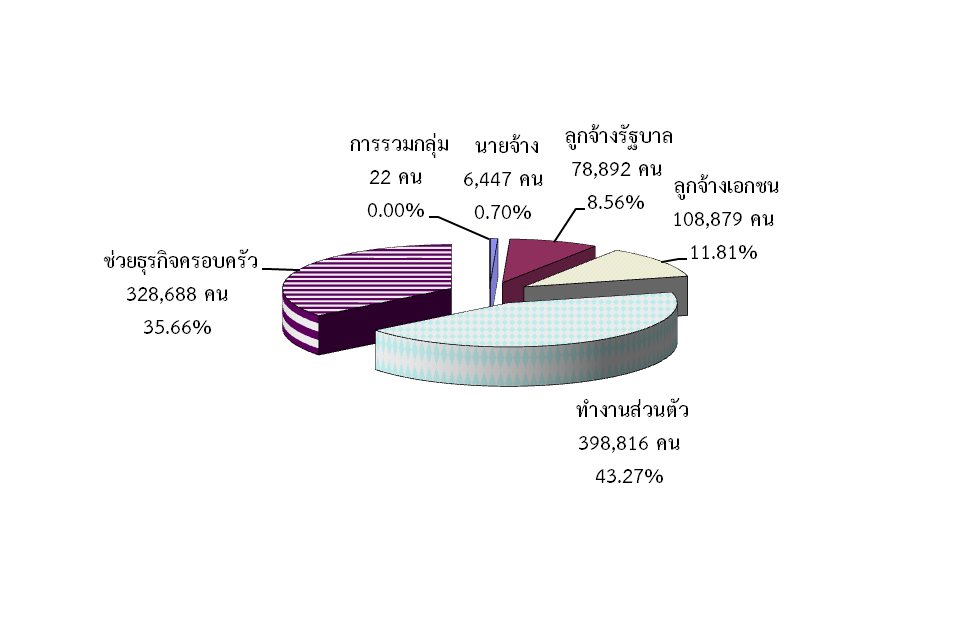 การรวมกลุ่ม
22 คน
0.00%
นายจ้าง
6,447 คน
0.70%
ลูกจ้างรัฐบาล
78,892 คน
8.56%
ลูกจ้างเอกชน
108,879 คน
11.81%
ช่วยธุรกิจครอบครัว
328,688 คน
35.66%
ทำงานส่วนตัว
398,816 คน
43.27%